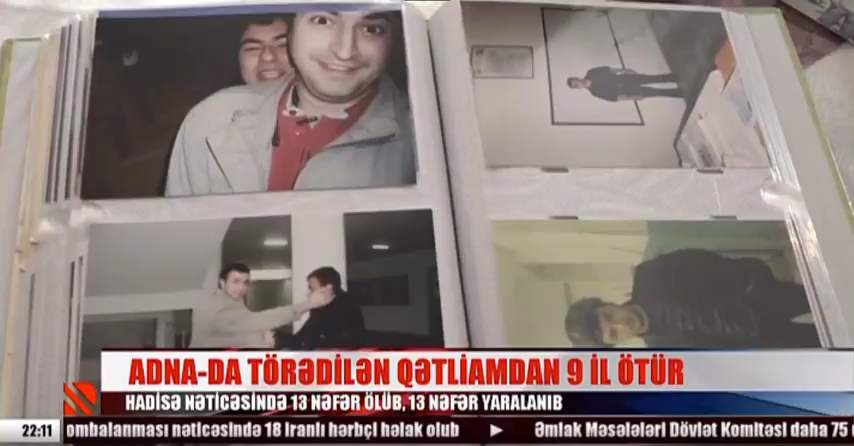 ADNA-DA TÖRƏDİLƏN QƏTLİAMDAN 9 İL ÖTÜR
HADİSƏ NƏTİCƏSİNDƏ 13 NƏFƏR ÖLÜB, 13 NƏFƏR YARALANIB
22:11 ombalanması nəticəsində 18 iranlı hərbçi həlak olub ► Əmlak Məsələləri Dövlət Komitəsi daha 75